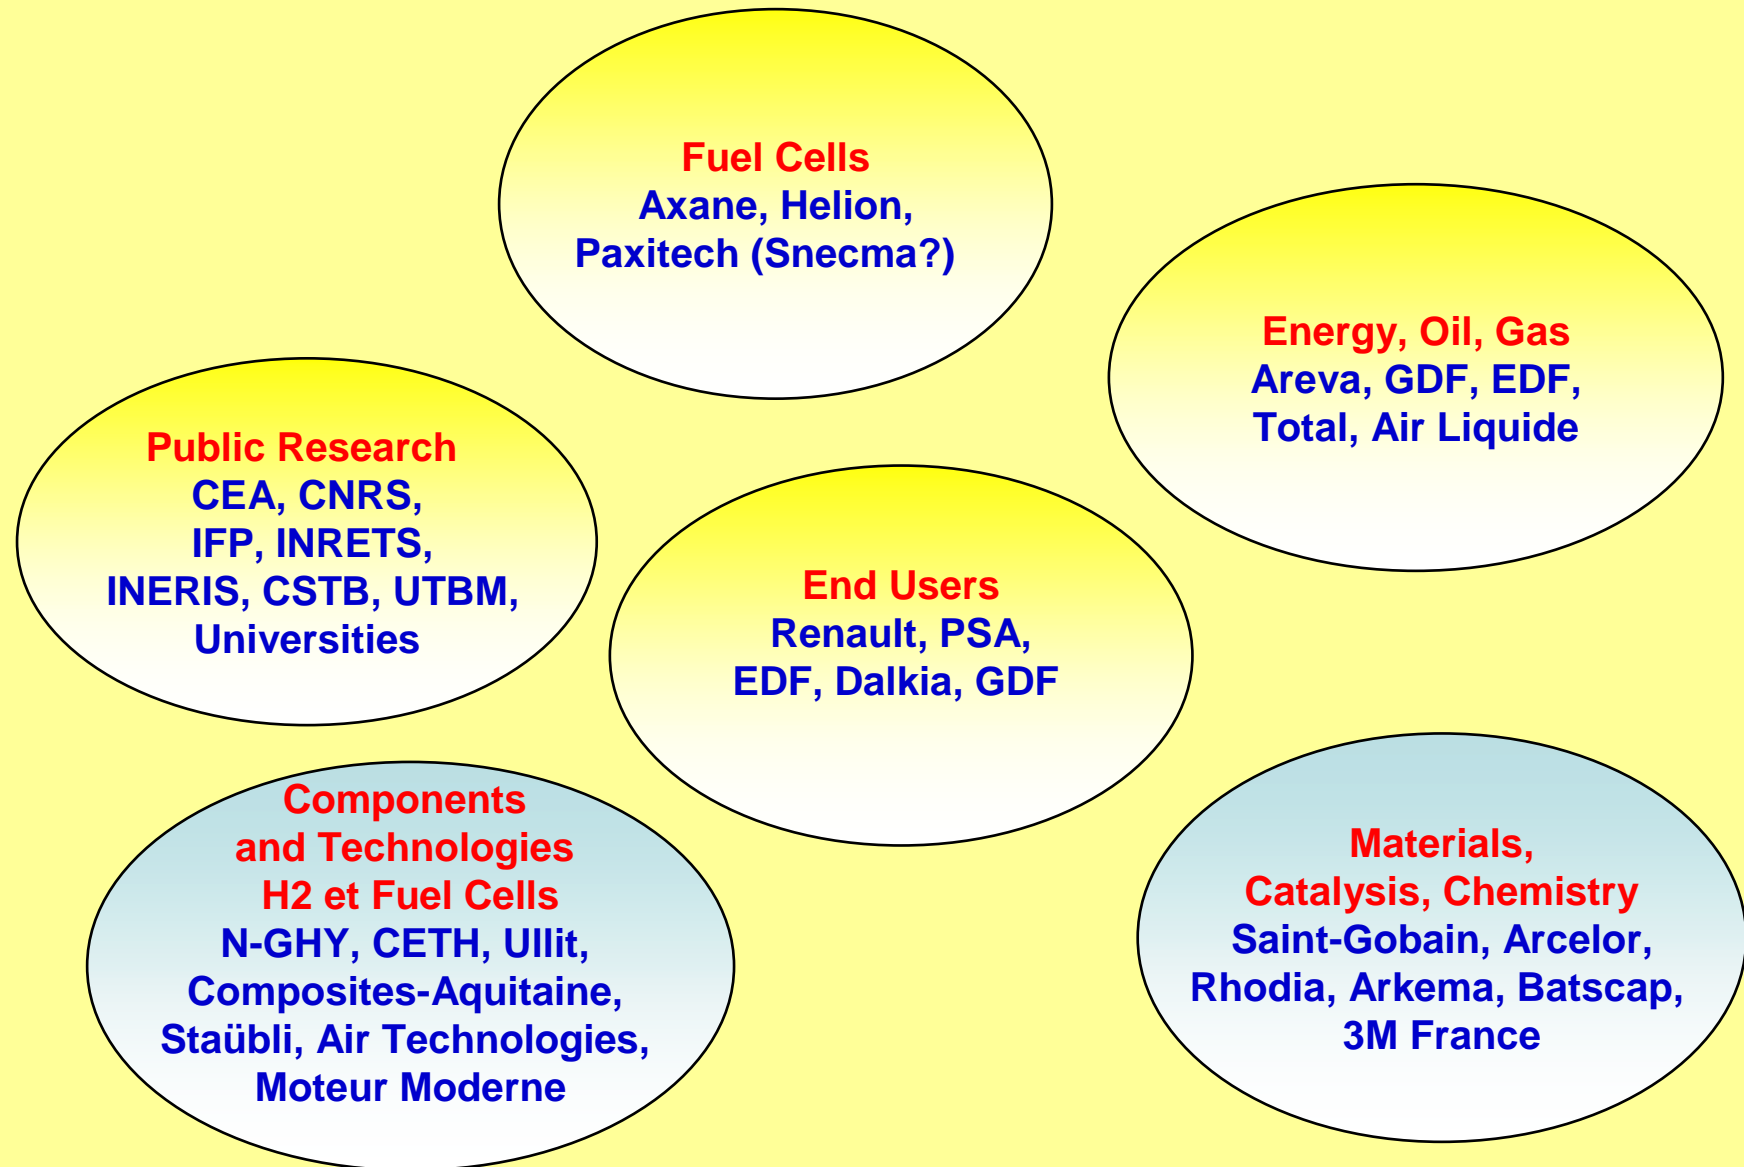 Fuel Cells
Axane, Helion,
Paxitech (Snecma?)
Energy, Oil, Gas
Areva, GDF, EDF,
Total, Air Liquide
Public Research
CEA, CNRS,
IFP, INRETS,
INERIS, CSTB, UTBM,
Universities
End Users
Renault, PSA,
EDF, Dalkia, GDF
Components
and Technologies
H2 et Fuel Cells
N-GHY, CETH, Ullit,
Composites-Aquitaine,
Staübli, Air Technologies,
Moteur Moderne
Materials,
Catalysis, Chemistry
Saint-Gobain, Arcelor,
Rhodia, Arkema, Batscap,
3M France